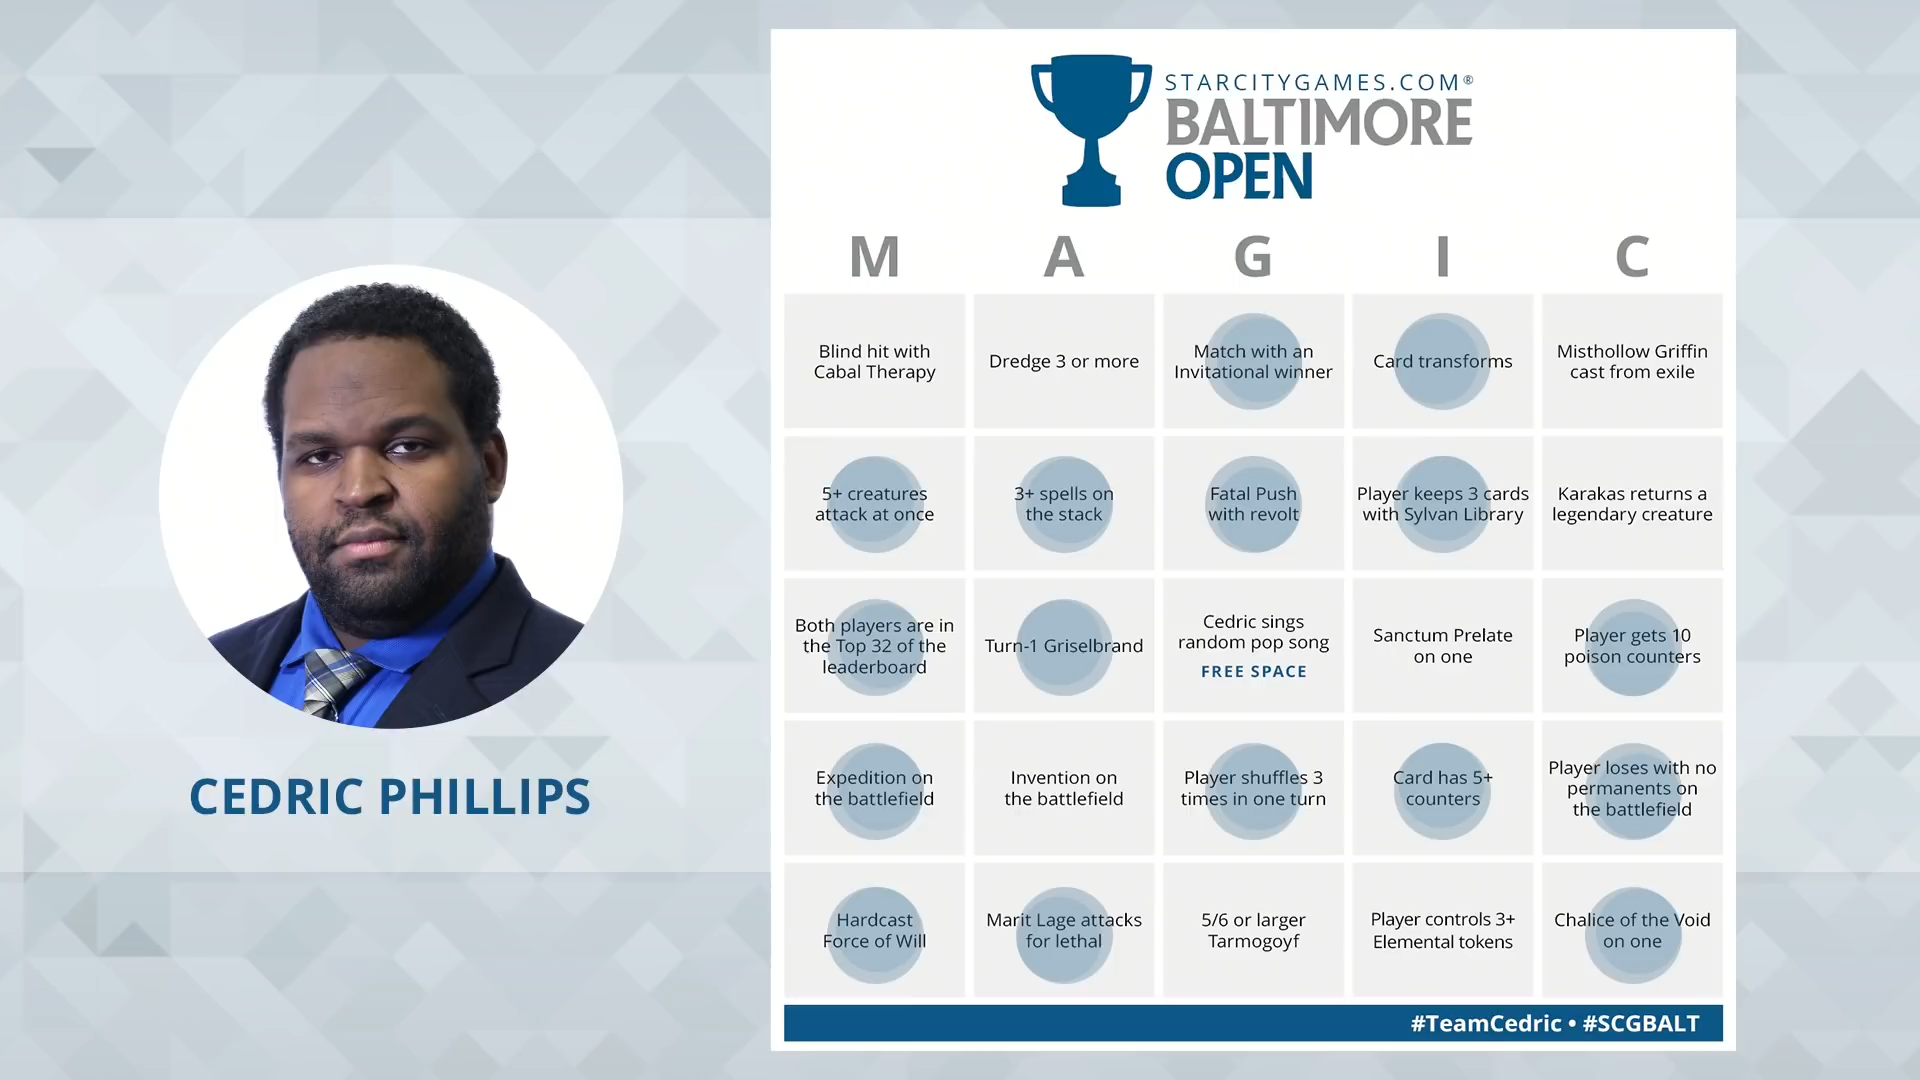 STARCITYGAMES.COM®
BALTIMORE
OPEN
M A G I C
Blind hit with
Cabal Therapy
Dredge 3 or more
Match with an
Invitational winner
Card transforms
Misthollow Griffin
cast from exile
5+ creatures
attack at once
3+ spells on
the stack
Fatal Push
with revolt
Player keeps 3 cards
with Sylvan Library
Karakas returns a
legendary creature
Both players are in
the Top 32 of the
leaderboard
Turn-1 Griselbrand
Cedric sings
random pop song
FREE SPACE
Sanctum Prelate
on one
Player gets 10
poison counters
Expedition on
the battlefield
Invention on
the battlefield
Player shuffles 3
times in one turn
Card has 5+
counters
Player loses with no
permanents on
the battlefield
Hardcast
Force of Will
Marit Lage attacks
for lethal
5/6 or larger
Tarmogoyf
Player controls 3+
Elemental tokens
Chalice of the Void
on one
#TeamCedric • #SCGBALT
CEDRIC PHILLIPS